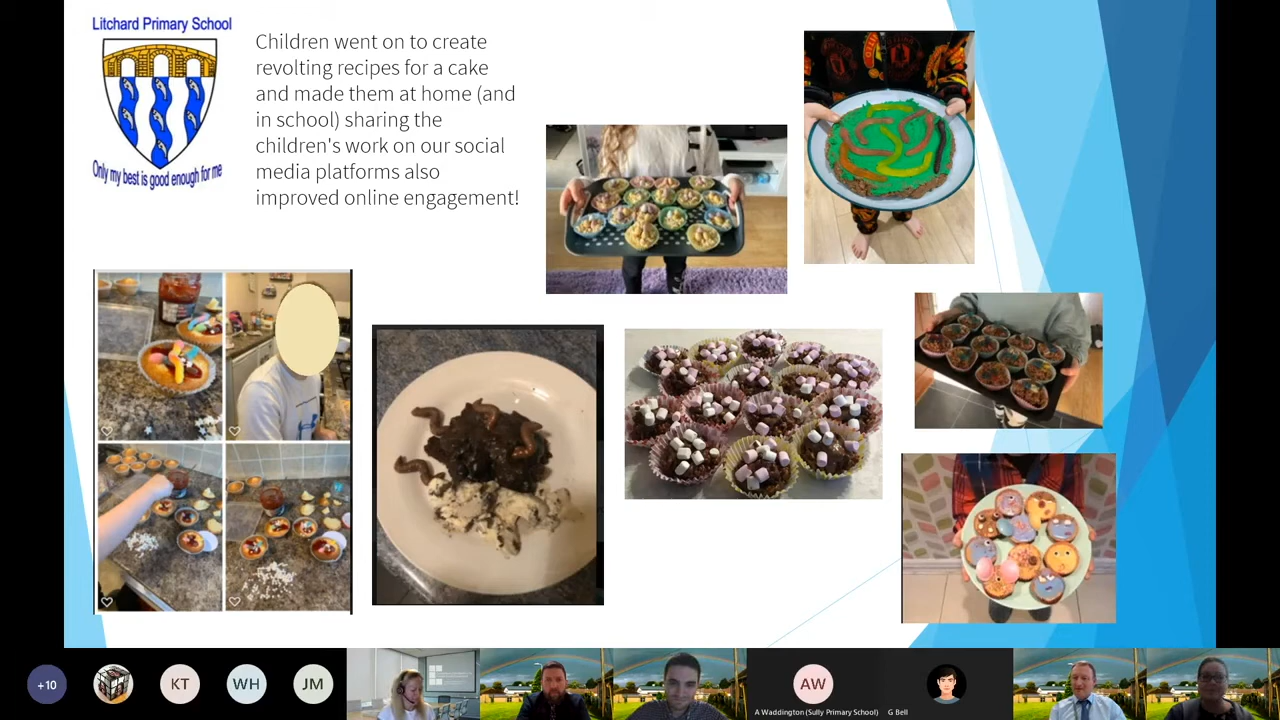 Litchard Primary School
Only my best is good enough for me
Children went on to create
revolting recipes for a cake
and made them at home (and
in school) sharing the
children's work on our social
media platforms also
improved online engagement!
+10
KT
WH
JM
AW
A Waddington (Sully Primary School)
G Bell